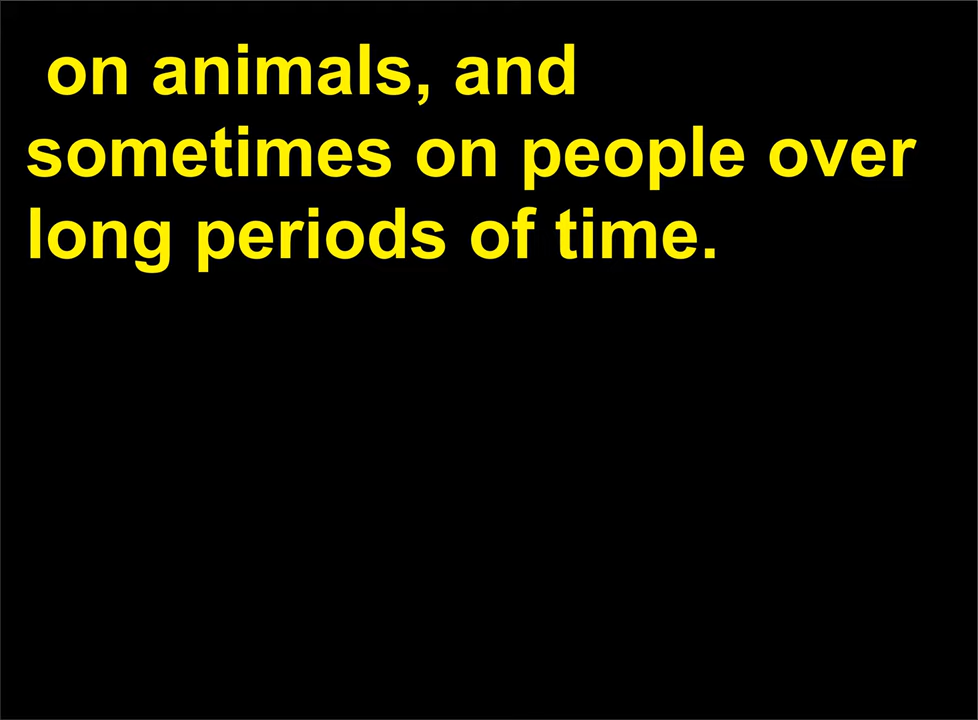 on animals, and
sometimes on people over
long periods of time.